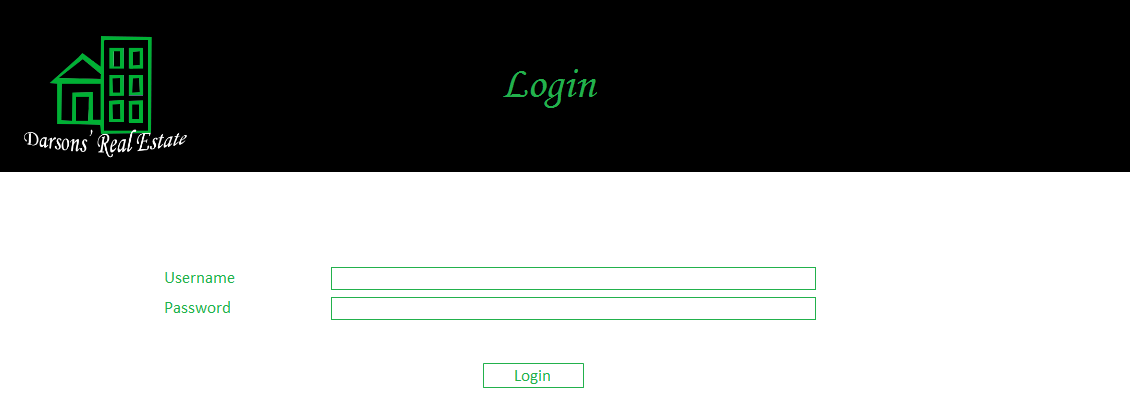 Login
Darsons' Real Estate
Username
Password
Login